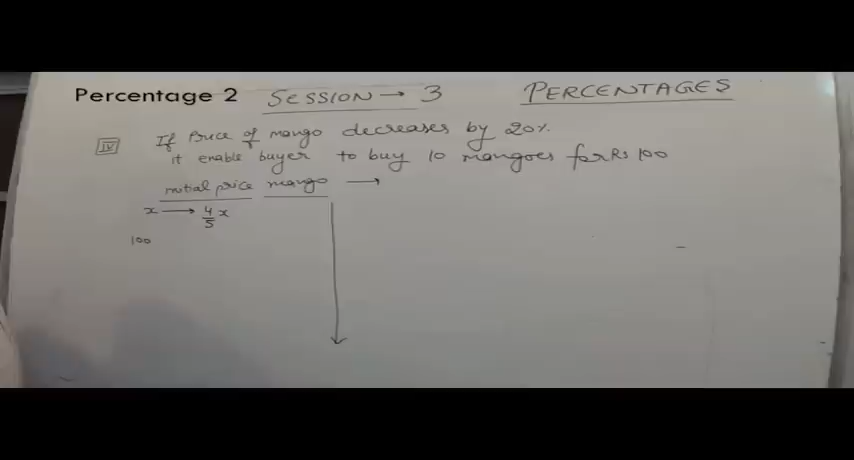 Percentage 2 SESSION → 3 PERCENTAGES
iv If Price of mango decreases by 20%.
it enable buyer to buy 10 mangoes for Rs 100
initial price mango →
x → 4/5 x
100